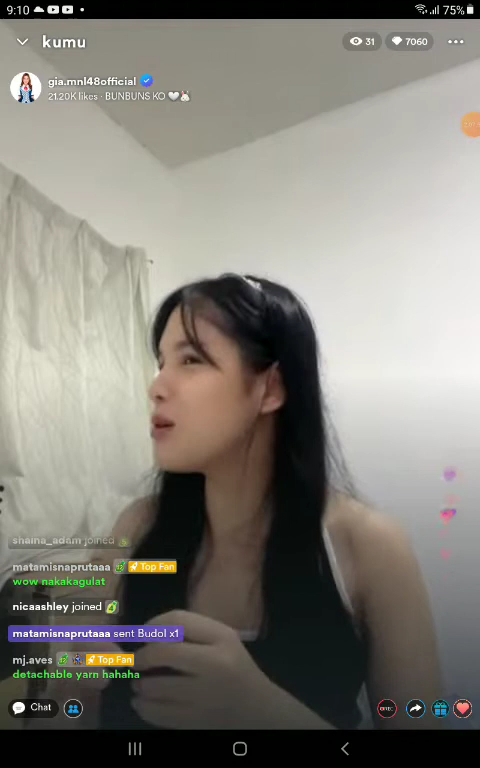 9:10
75%
kumu
31
7060
gia.mnl48official
21.20K likes · BUNBUNS KO 🤍🐰
shaina_adam joined
matamisnaprutaaa Top Fan
wow nakakagulat
nicaashley joined
matamisnaprutaaa sent Budol x1
mj.aves Top Fan
detachable yarn hahaha
Chat